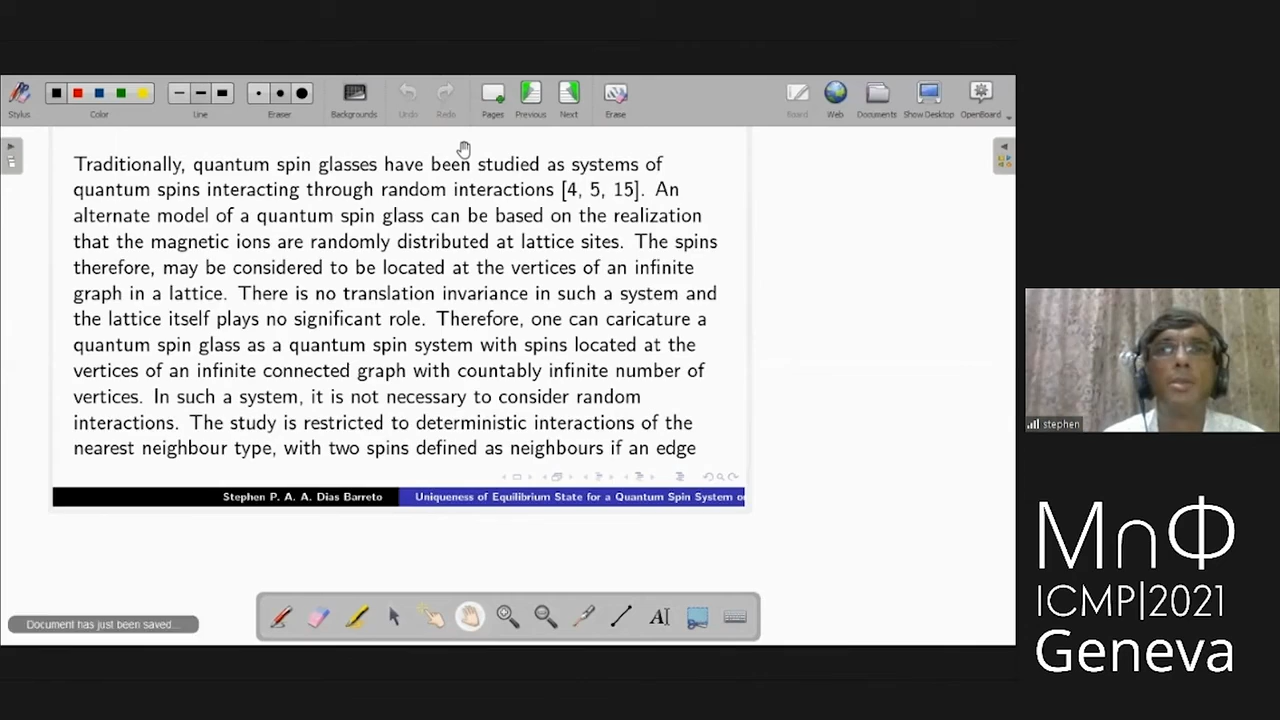 Stylus
Color
Line
Eraser
Backgrounds
Undo
Redo
Pages
Previous
Next
Erase
Board
Web
Documents
Show Desktop
OpenBoard
Traditionally, quantum spin glasses have been studied as systems of
quantum spins interacting through random interactions [4, 5, 15]. An
alternate model of a quantum spin glass can be based on the realization
that the magnetic ions are randomly distributed at lattice sites. The spins
therefore, may be considered to be located at the vertices of an infinite
graph in a lattice. There is no translation invariance in such a system and
the lattice itself plays no significant role. Therefore, one can caricature a
quantum spin glass as a quantum spin system with spins located at the
vertices of an infinite connected graph with countably infinite number of
vertices. In such a system, it is not necessary to consider random
interactions. The study is restricted to deterministic interactions of the
nearest neighbour type, with two spins defined as neighbours if an edge
Stephen P. A. A. Dias Barreto
Uniqueness of Equilibrium State for a Quantum Spin System o
Document has just been saved...
AI
stephen
M∩Φ
ICMP|2021
Geneva